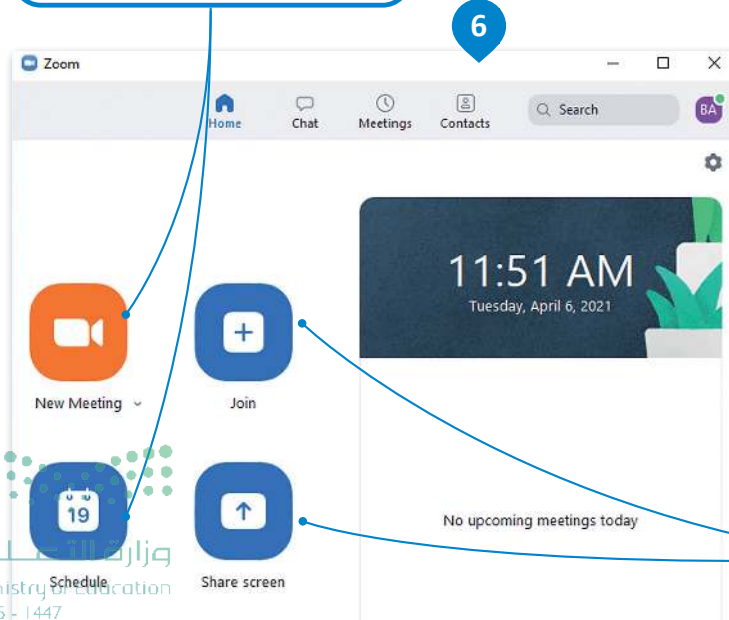 6
Zoom
Home
Chat
Meetings
Contacts
Search
BA
11:51 AM
Tuesday, April 6, 2021
New Meeting
Join
19
Schedule
Share screen
No upcoming meetings today
وزارة التعليم
Ministry of Education
1447